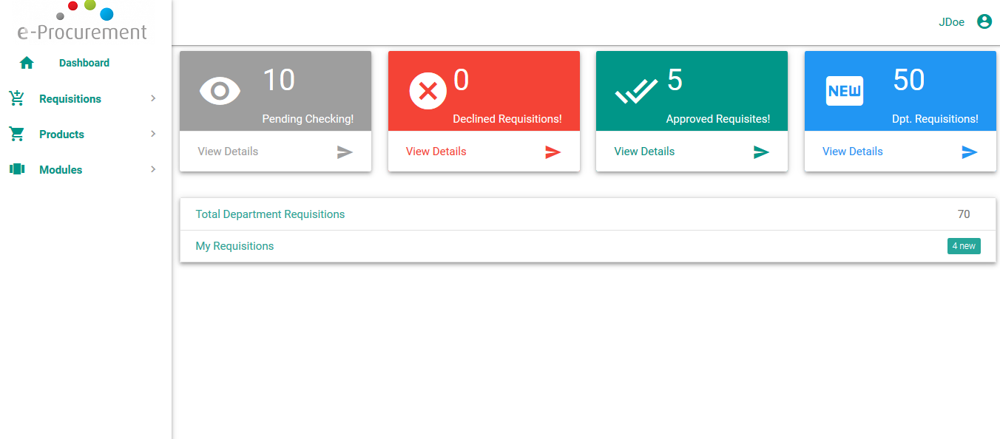 e-Procurement
JDoe
Dashboard
Requisitions
Products
Modules
10
Pending Checking!
View Details
0
Declined Requisitions!
View Details
5
Approved Requisites!
View Details
NEW
50
Dpt. Requisitions!
View Details
Total Department Requisitions 70
My Requisitions 4 new